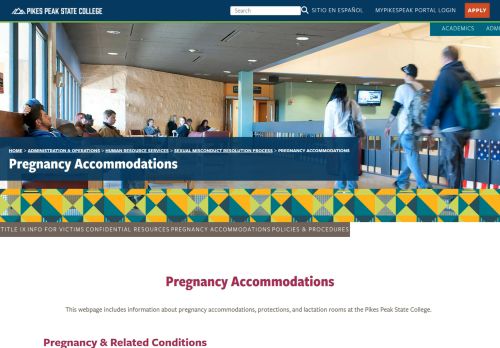 PIKES PEAK STATE COLLEGE
Search
SITIO EN ESPAÑOL
MYPIKESPEAK PORTAL LOGIN
APPLY
ACADEMICS
ADMI
HOME > ADMINISTRATION & OPERATIONS > HUMAN RESOURCE SERVICES > SEXUAL MISCONDUCT RESOLUTION PROCESS > PREGNANCY ACCOMMODATIONS
Pregnancy Accommodations
TITLE IX INFO FOR VICTIMS CONFIDENTIAL RESOURCES PREGNANCY ACCOMMODATIONS POLICIES & PROCEDURES
Pregnancy Accommodations
This webpage includes information about pregnancy accommodations, protections, and lactation rooms at the Pikes Peak State College.
Pregnancy & Related Conditions